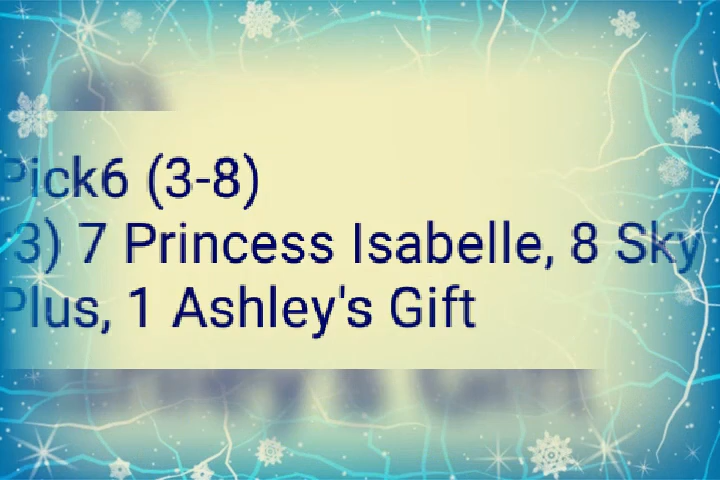 Pick6 (3-8)
3) 7 Princess Isabelle, 8 Sky
Plus, 1 Ashley's Gift